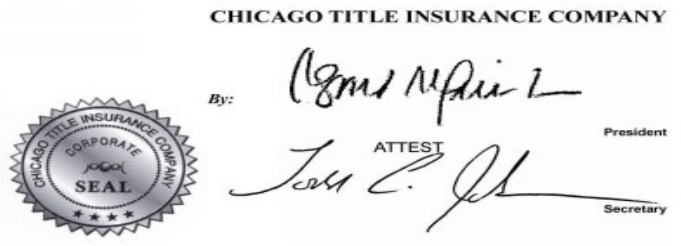 CHICAGO TITLE INSURANCE COMPANY
By:
President
ATTEST
Secretary
CHICAGO TITLE INSURANCE COMPANY
CORPORATE
SEAL